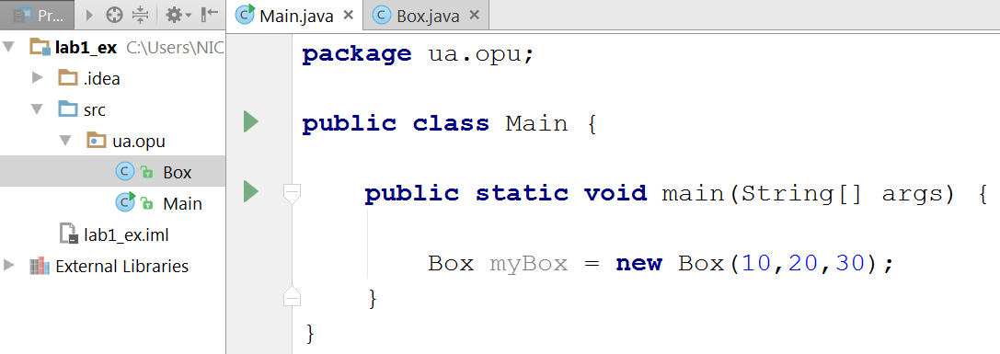 Pr...
lab1_ex C:\Users\NIC
.idea
src
ua.opu
Box
Main
lab1_ex.iml
External Libraries
Main.java Box.java
package ua.opu;
public class Main {
public static void main(String[] args) {
Box myBox = new Box(10,20,30);
}
}